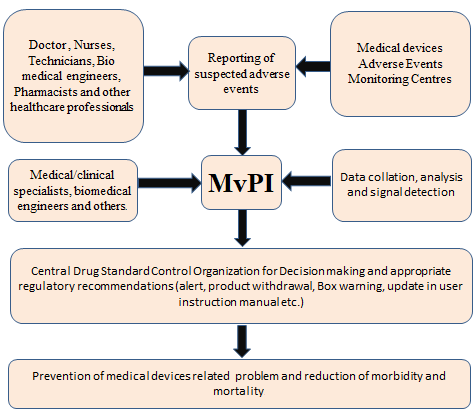 Doctor , Nurses,
Technicians, Bio
medical engineers,
Pharmacists and other
healthcare professionals
Reporting of
suspected adverse
events
Medical devices
Adverse Events
Monitoring Centres
Medical/clinical
specialists, biomedical
engineers and others.
MvPI
Data collation, analysis
and signal detection
Central Drug Standard Control Organization for Decision making and appropriate
regulatory recommendations (alert, product withdrawal, Box warning, update in user
instruction manual etc.)
Prevention of medical devices related problem and reduction of morbidity and
mortality